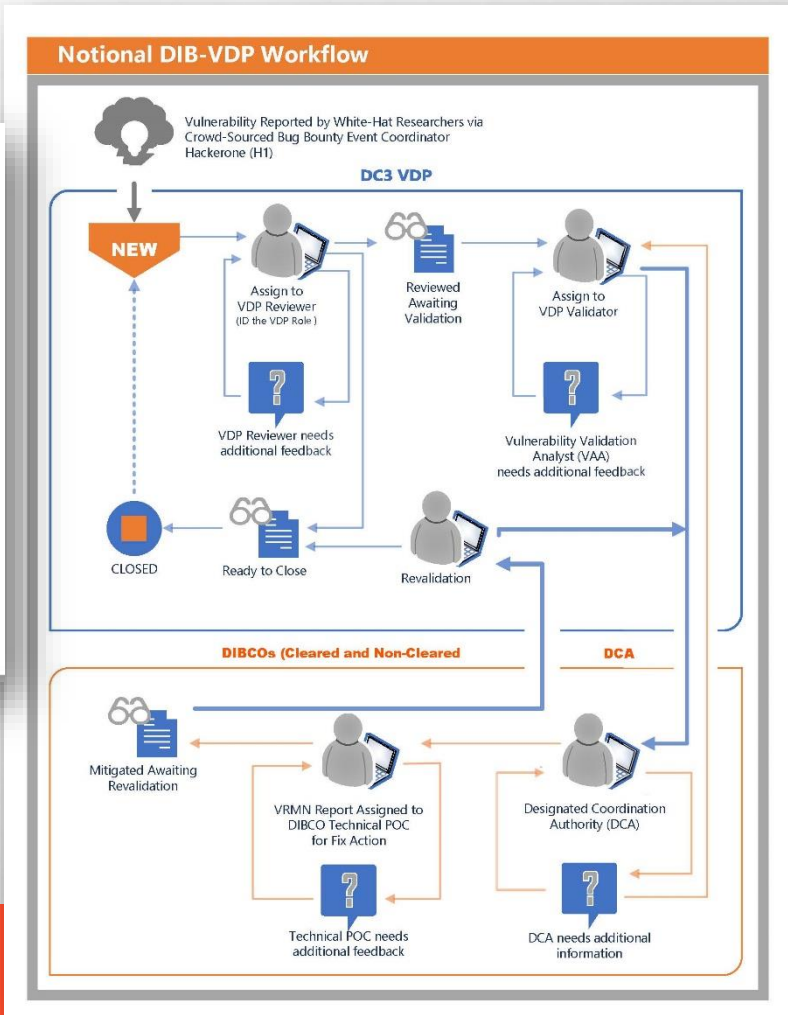 Notional DIB-VDP Workflow
Vulnerability Reported by White-Hat Researchers via
Crowd-Sourced Bug Bounty Event Coordinator
Hackerone (H1)
DC3 VDP
NEW
Assign to
VDP Reviewer
(ID the VDP Role )
Reviewed
Awaiting
Validation
Assign to
VDP Validator
?
VDP Reviewer needs
additional feedback
?
Vulnerability Validation
Analyst (VAA)
needs additional feedback
CLOSED
Ready to Close
Revalidation
DIBCOs (Cleared and Non-Cleared
DCA
Mitigated Awaiting
Revalidation
VRMN Report Assigned to
DIBCO Technical POC
for Fix Action
Designated Coordination
Authority (DCA)
?
Technical POC needs
additional feedback
?
DCA needs additional
information